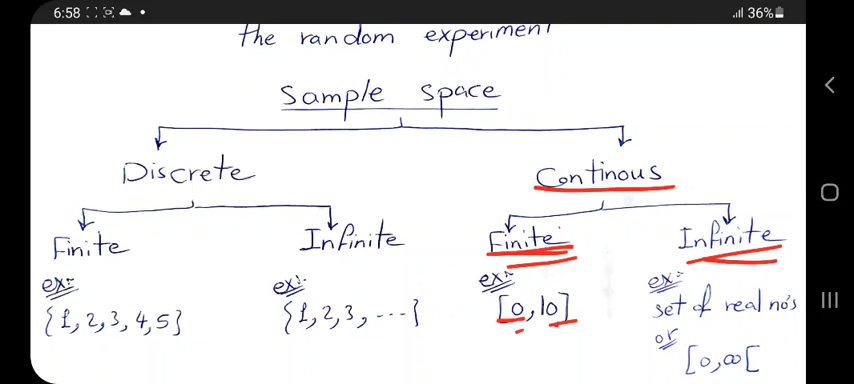 6:58
36%
the random experiment
Sample space
Discrete
Continous
Finite
Infinite
Finite
Infinite
ex:
ex:
ex:
ex:
{1,2,3,4,5}
{1,2,3,....}
[0,10]
set of real no's
or
[0,∞[